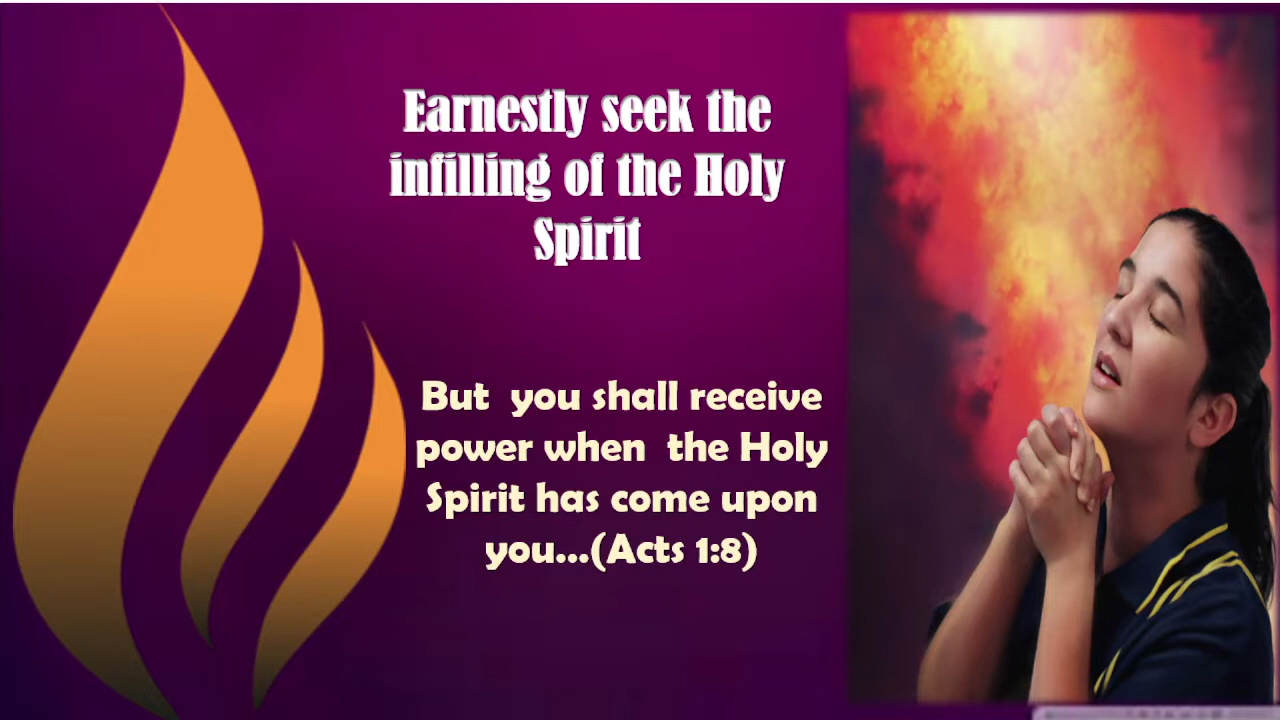 Earnestly seek the
infilling of the Holy
Spirit
But you shall receive
power when the Holy
Spirit has come upon
you...(Acts 1:8)